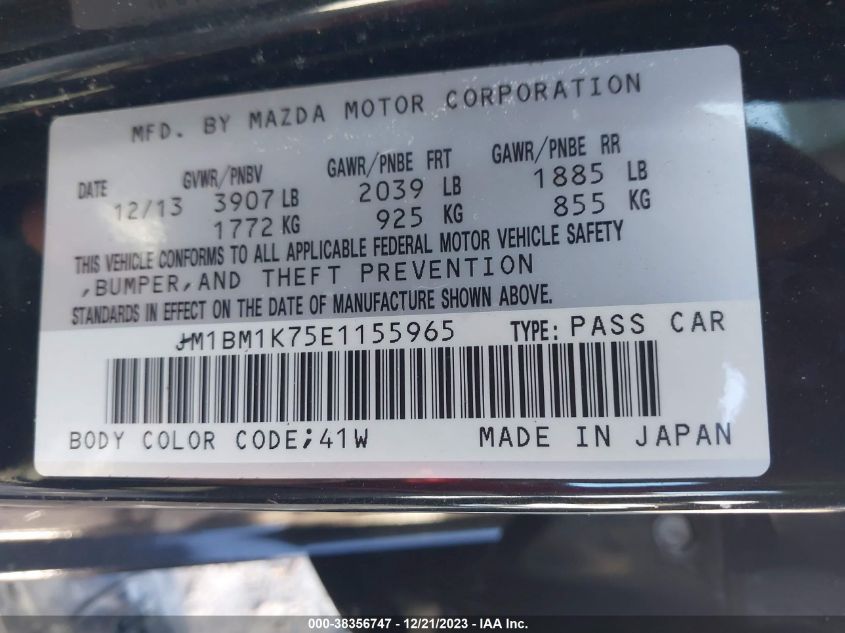 MFD. BY MAZDA MOTOR CORPORATION
DATE GVWR/PNBV GAWR/PNBE FRT GAWR/PNBE RR
12/13 3907 LB 2039 LB 1885 LB
1772 KG 925 KG 855 KG
THIS VEHICLE CONFORMS TO ALL APPLICABLE FEDERAL MOTOR VEHICLE SAFETY
,BUMPER,AND THEFT PREVENTION
STANDARDS IN EFFECT ON THE DATE OF MANUFACTURE SHOWN ABOVE.
JM1BM1K75E1155965 TYPE: PASS CAR
BODY COLOR CODE;41W MADE IN JAPAN
000-38356747 - 12/21/2023 - IAA Inc.